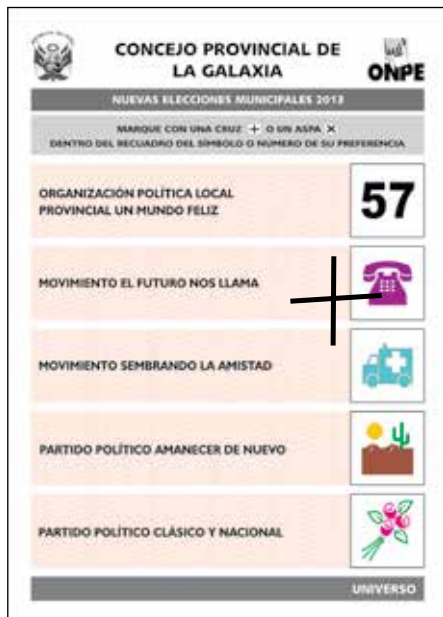 CONCEJO PROVINCIAL DE
LA GALAXIA
ONPE
NUEVAS ELECCIONES MUNICIPALES 2013
MARQUE CON UNA CRUZ + O UN ASPA X
DENTRO DEL RECUADRO DEL SÍMBOLO O NUMERO DE SU PREFERENCIA
ORGANIZACIÓN POLÍTICA LOCAL
PROVINCIAL UN MUNDO FELIZ
57
MOVIMIENTO EL FUTURO NOS LLAMA
MOVIMIENTO SEMBRANDO LA AMISTAD
PARTIDO POLÍTICO AMANECER DE NUEVO
PARTIDO POLÍTICO CLÁSICO Y NACIONAL
UNIVERSO